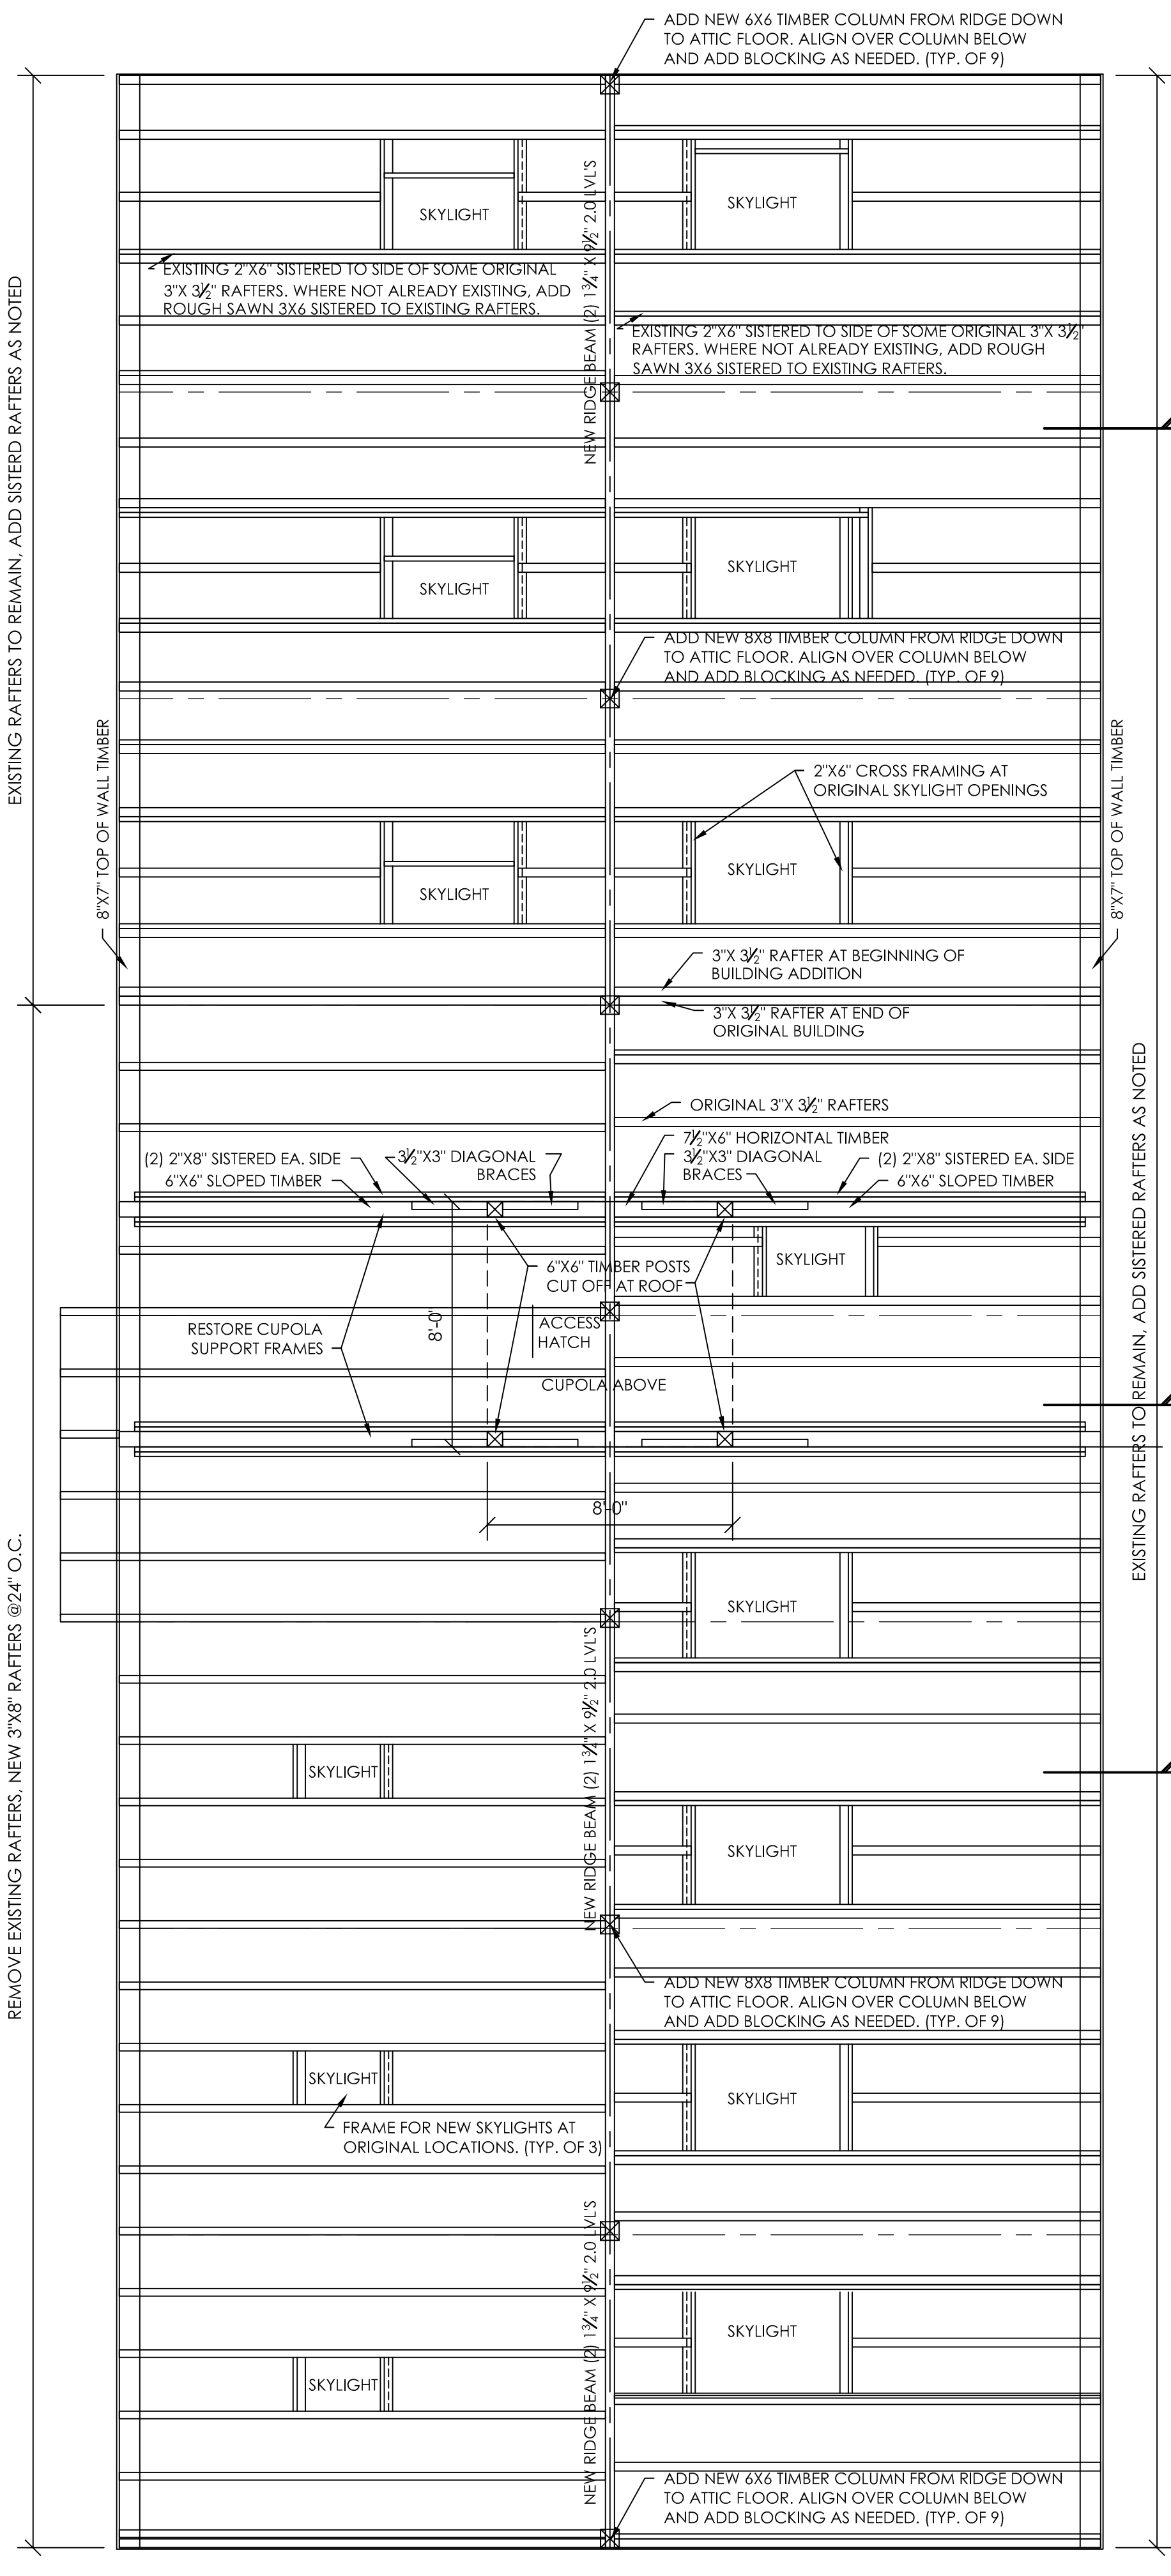 ADD NEW 6X6 TIMBER COLUMN FROM RIDGE DOWN
TO ATTIC FLOOR. ALIGN OVER COLUMN BELOW
AND ADD BLOCKING AS NEEDED. (TYP. OF 9)
SKYLIGHT
SKYLIGHT
NEW RIDGE BEAM (2) 1¾" X 9½" 2.0 LVL'S
EXISTING 2"X6" SISTERED TO SIDE OF SOME ORIGINAL
3"X 3½" RAFTERS. WHERE NOT ALREADY EXISTING, ADD
ROUGH SAWN 3X6 SISTERED TO EXISTING RAFTERS.
EXISTING 2"X6" SISTERED TO SIDE OF SOME ORIGINAL 3"X 3½"
RAFTERS. WHERE NOT ALREADY EXISTING, ADD ROUGH
SAWN 3X6 SISTERED TO EXISTING RAFTERS.
EXISTING RAFTERS TO REMAIN, ADD SISTERD RAFTERS AS NOTED
SKYLIGHT
SKYLIGHT
ADD NEW 8X8 TIMBER COLUMN FROM RIDGE DOWN
TO ATTIC FLOOR. ALIGN OVER COLUMN BELOW
AND ADD BLOCKING AS NEEDED. (TYP. OF 9)
8"X7" TOP OF WALL TIMBER
8"X7" TOP OF WALL TIMBER
2"X6" CROSS FRAMING AT
ORIGINAL SKYLIGHT OPENINGS
SKYLIGHT
SKYLIGHT
3"X 3½" RAFTER AT BEGINNING OF
BUILDING ADDITION
3"X 3½" RAFTER AT END OF
ORIGINAL BUILDING
ORIGINAL 3"X 3½" RAFTERS
7½"X6" HORIZONTAL TIMBER
(2) 2"X8" SISTERED EA. SIDE
6"X6" SLOPED TIMBER
3½"X3" DIAGONAL
BRACES
3½"X3" DIAGONAL
BRACES
(2) 2"X8" SISTERED EA. SIDE
6"X6" SLOPED TIMBER
SKYLIGHT
6"X6" TIMBER POSTS
CUT OFF AT ROOF
RESTORE CUPOLA
SUPPORT FRAMES
8'-0"
ACCESS
HATCH
CUPOLA ABOVE
EXISTING RAFTERS TO REMAIN, ADD SISTERED RAFTERS AS NOTED
8'-0"
REMOVE EXISTING RAFTERS, NEW 3"X8" RAFTERS @24" O.C.
SKYLIGHT
NEW RIDGE BEAM (2) 1¾" X 9½" 2.0 LVL'S
SKYLIGHT
SKYLIGHT
ADD NEW 8X8 TIMBER COLUMN FROM RIDGE DOWN
TO ATTIC FLOOR. ALIGN OVER COLUMN BELOW
AND ADD BLOCKING AS NEEDED. (TYP. OF 9)
SKYLIGHT
SKYLIGHT
FRAME FOR NEW SKYLIGHTS AT
ORIGINAL LOCATIONS. (TYP. OF 3)
NEW RIDGE BEAM (2) 1¾" X 9½" 2.0 LVL'S
SKYLIGHT
SKYLIGHT
ADD NEW 6X6 TIMBER COLUMN FROM RIDGE DOWN
TO ATTIC FLOOR. ALIGN OVER COLUMN BELOW
AND ADD BLOCKING AS NEEDED. (TYP. OF 9)